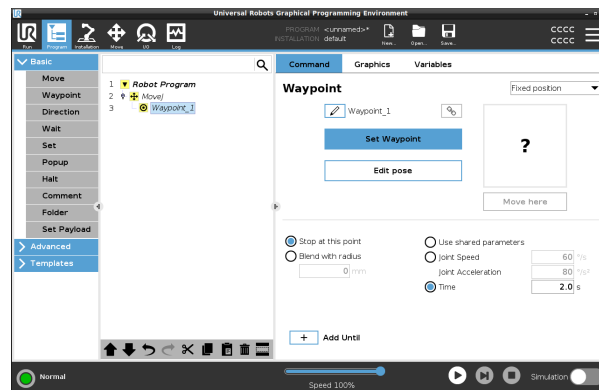 Universal Robots Graphical Programming Environment
Run Program Installation Move I/O Log
PROGRAM <unnamed>*
INSTALLATION default
New... Open... Save...
CCCC
CCCC
Basic
Move
Waypoint
Direction
Wait
Set
Popup
Halt
Comment
Folder
Set Payload
Advanced
Templates
1 Robot Program
2 MoveJ
3 Waypoint_1
Command Graphics Variables
Waypoint
Fixed position
Waypoint_1
Set Waypoint
Edit pose
?
Move here
Stop at this point
Blend with radius
0 mm
Use shared parameters
Joint Speed 60 °/s
Joint Acceleration 80 °/s²
Time 2.0 s
+ Add Until
Normal
Speed 100%
Simulation